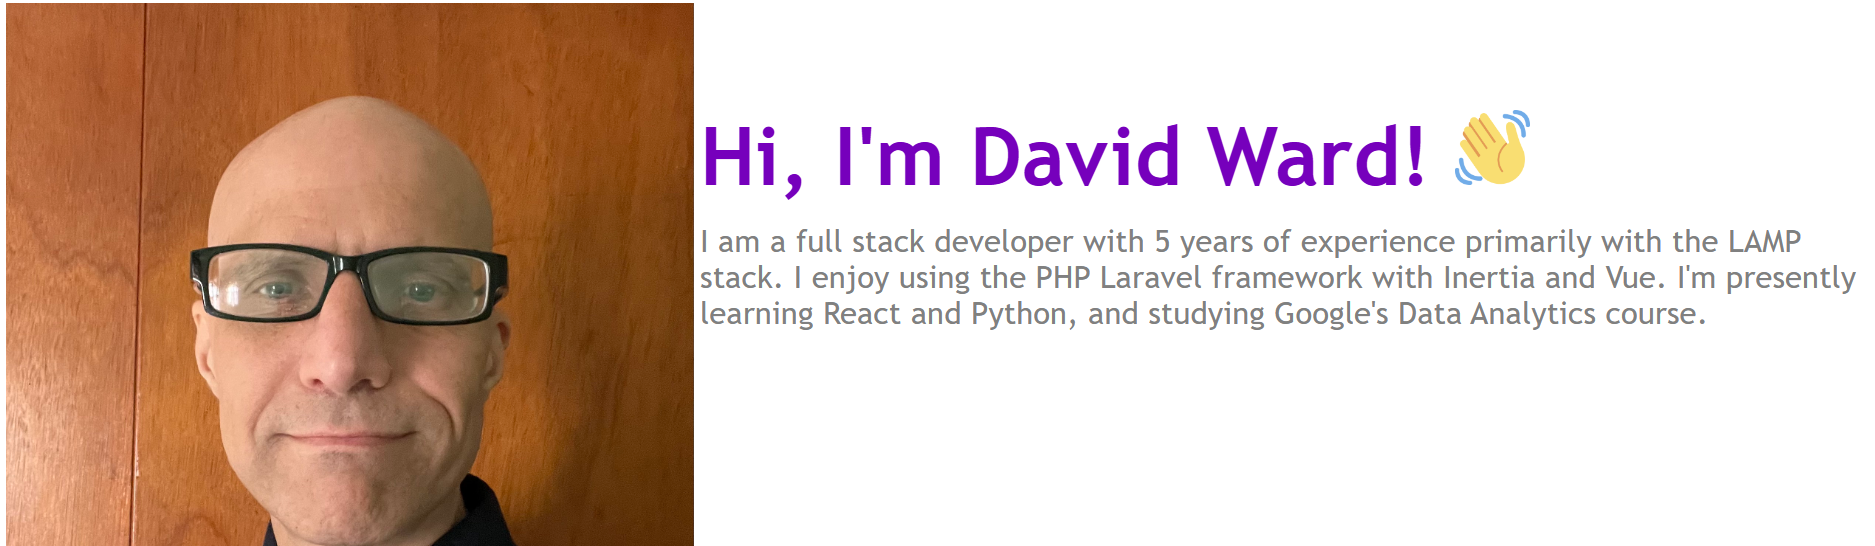 Hi, I'm David Ward! 👋
I am a full stack developer with 5 years of experience primarily with the LAMP
stack. I enjoy using the PHP Laravel framework with Inertia and Vue. I'm presently
learning React and Python, and studying Google's Data Analytics course.